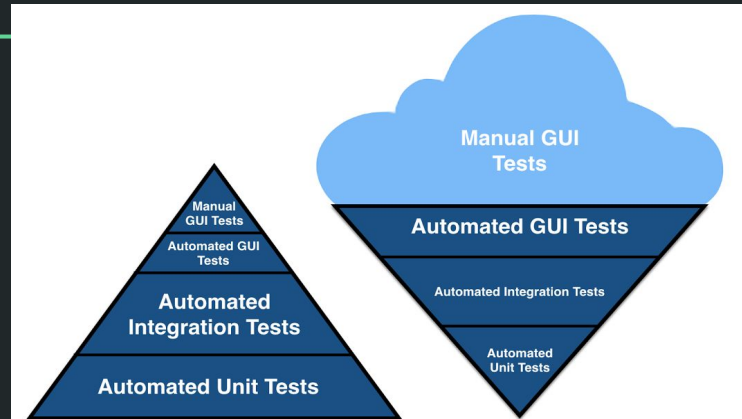 Manual
GUI Tests
Automated GUI
Tests
Automated
Integration Tests
Automated Unit Tests
Manual GUI
Tests
Automated GUI Tests
Automated Integration Tests
Automated
Unit Tests